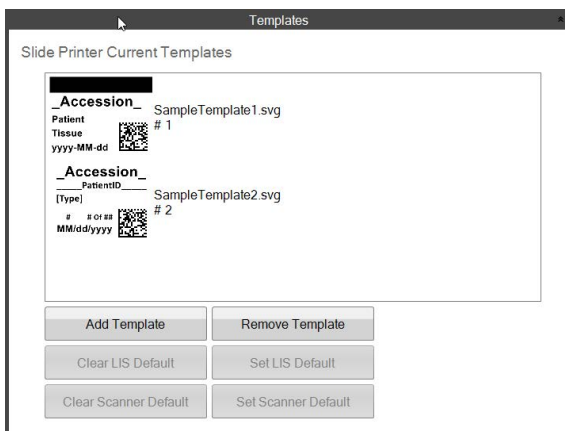 Templates
Slide Printer Current Templates
_Accession_
Patient
Tissue
yyyy-MM-dd
SampleTemplate1.svg
# 1
_Accession_
_____PatientID_____
[Type]
# # Of ##
MM/dd/yyyy
SampleTemplate2.svg
# 2
Add Template Remove Template
Clear LIS Default Set LIS Default
Clear Scanner Default Set Scanner Default